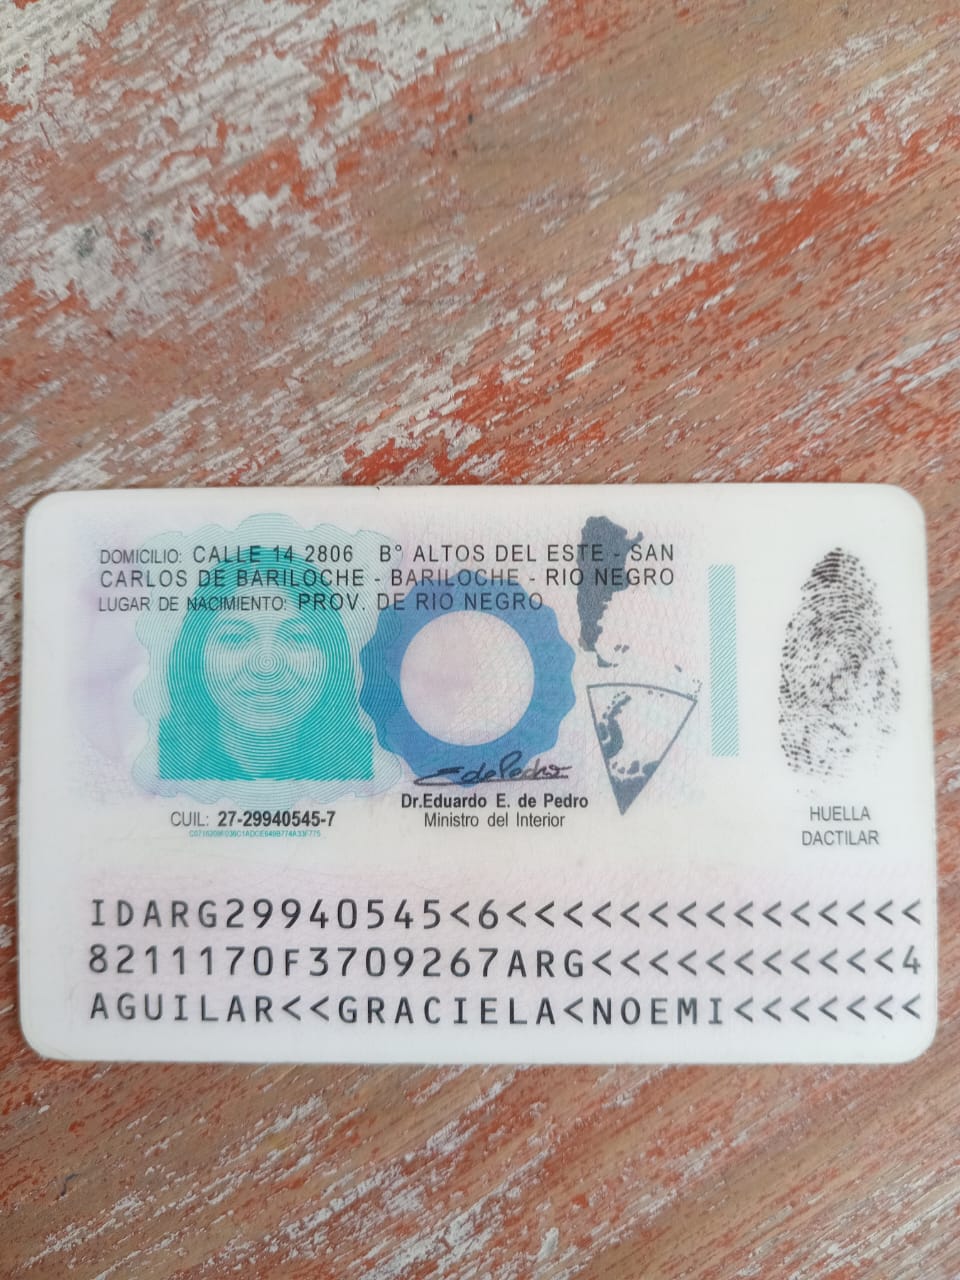 DOMICILIO: CALLE 14 2806 B° ALTOS DEL ESTE - SAN
CARLOS DE BARILOCHE - BARILOCHE - RIO NEGRO
LUGAR DE NACIMIENTO: PROV. DE RIO NEGRO
CUIL: 27-29940545-7
Dr.Eduardo E. de Pedro
Ministro del Interior
HUELLA
DACTILAR
IDARG29940545<6<<<<<<<<<<<<<<<
8211170F3709267ARG<<<<<<<<<<<4
AGUILAR<<GRACIELA<NOEMI<<<<<<<